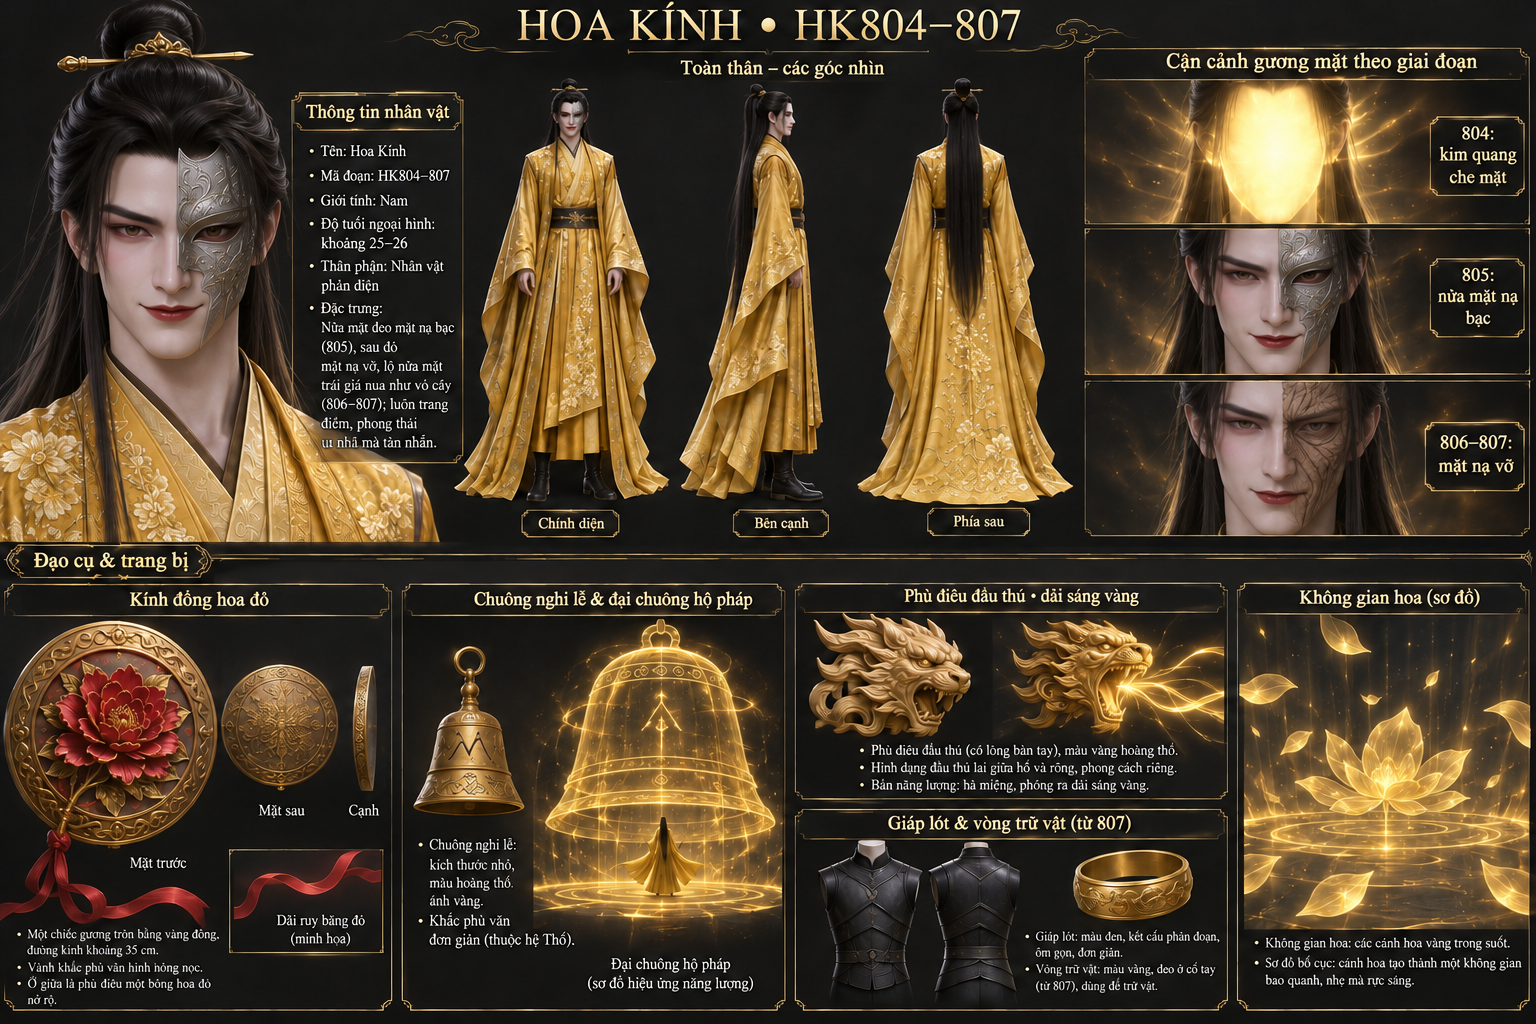 HOA KÍNH • HK804–807
Toàn thân – các góc nhìn
Thông tin nhân vật
• Tên: Hoa Kính
• Mã đoạn: HK804–807
• Giới tính: Nam
• Độ tuổi ngoại hình:
khoảng 25–26
• Thân phận: Nhân vật
phản diện
• Đặc trưng:
Nửa mặt đeo mặt nạ bạc
(805), sau đó
mặt nạ vỡ, lộ nửa mặt
trái già nua như vỏ cây
(806–807); luôn trang
điểm, phong thái
ưu nhã mà tàn nhẫn.
Chính diện
Bên cạnh
Phía sau
Cận cảnh gương mặt theo giai đoạn
804:
kim quang
che mặt
805:
nửa mặt nạ
bạc
806–807:
mặt nạ vỡ
Đạo cụ & trang bị
Kính đồng hoa đỏ
Mặt sau
Cạnh
Mặt trước
Dải ruy băng đỏ
(minh họa)
• Một chiếc gương tròn bằng vàng đồng,
đường kính khoảng 35 cm.
• Vành khắc phù văn hình hỏng nọc.
• Ở giữa là phù điêu một bông hoa đỏ
nở rộ.
Chuông nghi lễ & đại chuông hộ pháp
• Chuông nghi lễ:
kích thước nhỏ,
màu hoàng thổ.
ánh vàng.
• Khắc phù văn
đơn giản (thuộc hệ Thổ).
Đại chuông hộ pháp
(sơ đồ hiệu ứng năng lượng)
Phù điêu đầu thú • dải sáng vàng
• Phù điêu đầu thú (cỡ lòng bàn tay), màu vàng hoàng thổ.
• Hình dạng đầu thú lai giữa hổ và rồng, phong cách riêng.
• Bản năng lượng: há miệng, phóng ra dải sáng vàng.
Giáp lót & vòng trữ vật (từ 807)
• Giáp lót: màu đen, kết cấu phân đoạn,
ôm gọn, đơn giản.
• Vòng trữ vật: màu vàng, đeo ở cổ tay
(từ 807), dùng để trữ vật.
Không gian hoa (sơ đồ)
• Không gian hoa: các cánh hoa vàng trong suốt.
• Sơ đồ bố cục: cánh hoa tạo thành một không gian
bao quanh, nhẹ mà rực sáng.